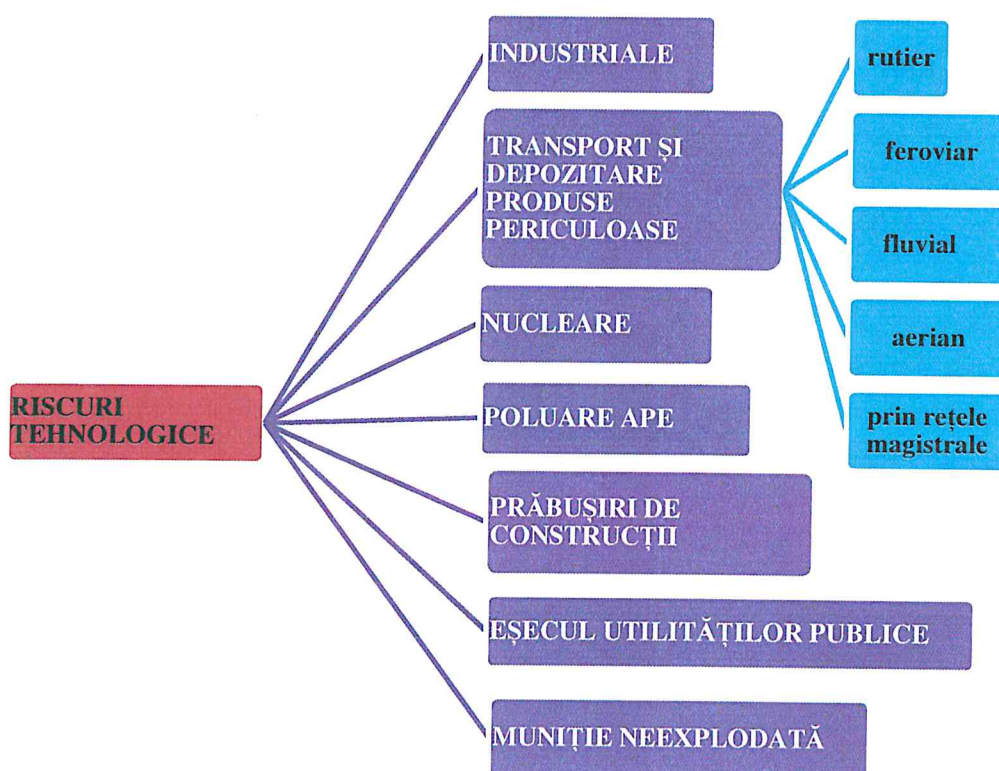 RISCURI
TEHNOLOGICE
INDUSTRIALE
TRANSPORT ȘI
DEPOZITARE
PRODUSE
PERICULOASE
rutier
feroviar
fluvial
aerian
prin rețele
magistrale
NUCLEARE
POLUARE APE
PRĂBUȘIRI DE
CONSTRUCȚII
EȘECUL UTILITĂȚILOR PUBLICE
MUNIȚIE NEEXPLODATĂ